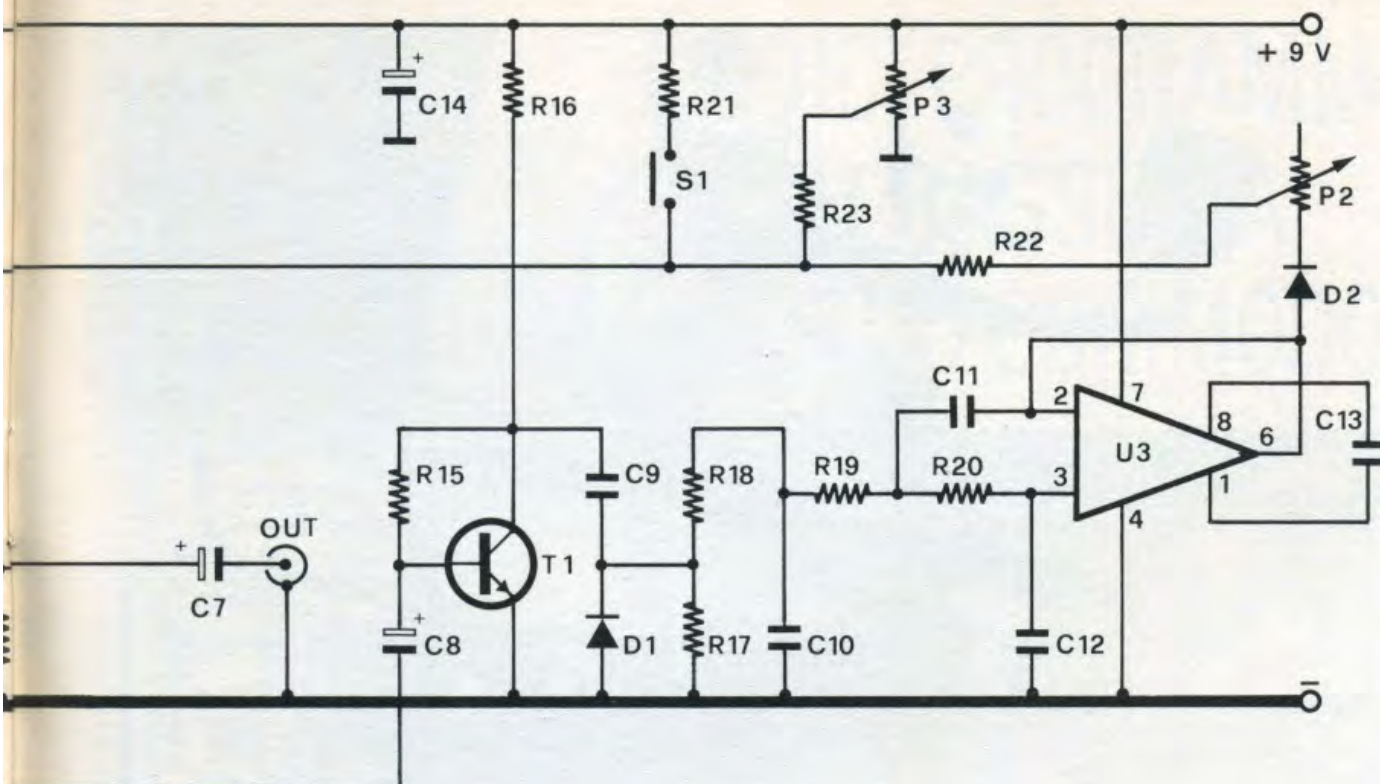 + 9 V
+
C14
R16
R21
P3
S1
R23
P2
R22
D2
C11
2
7
8
C13
U3
6
R15
C9
R18
R19
R20
3
1
4
OUT
+
C7
T1
+
C8
D1
R17
C10
C12
−